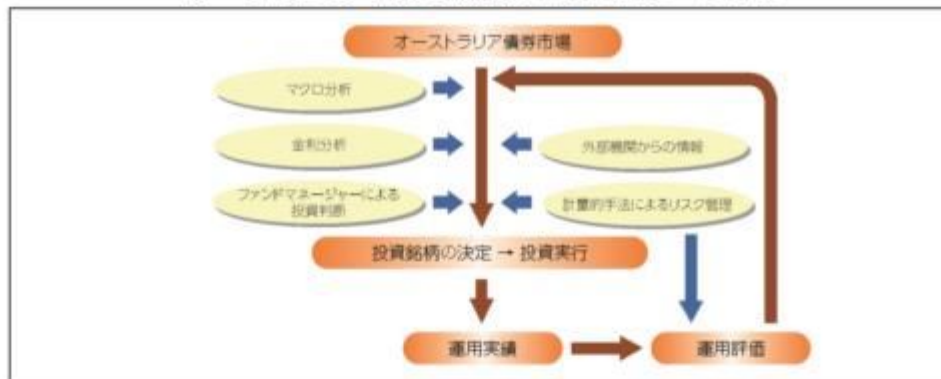 オーストラリア債券市場
マクロ分析
金利分析
外部機関からの情報
ファンドマネージャーによる
投資判断
計量的手法によるリスク管理
投資銘柄の決定 → 投資実行
運用実績
運用評価